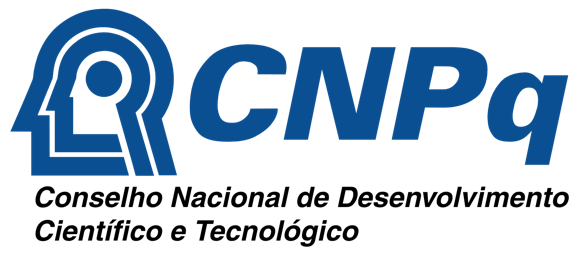 CNPq
Conselho Nacional de Desenvolvimento
Científico e Tecnológico